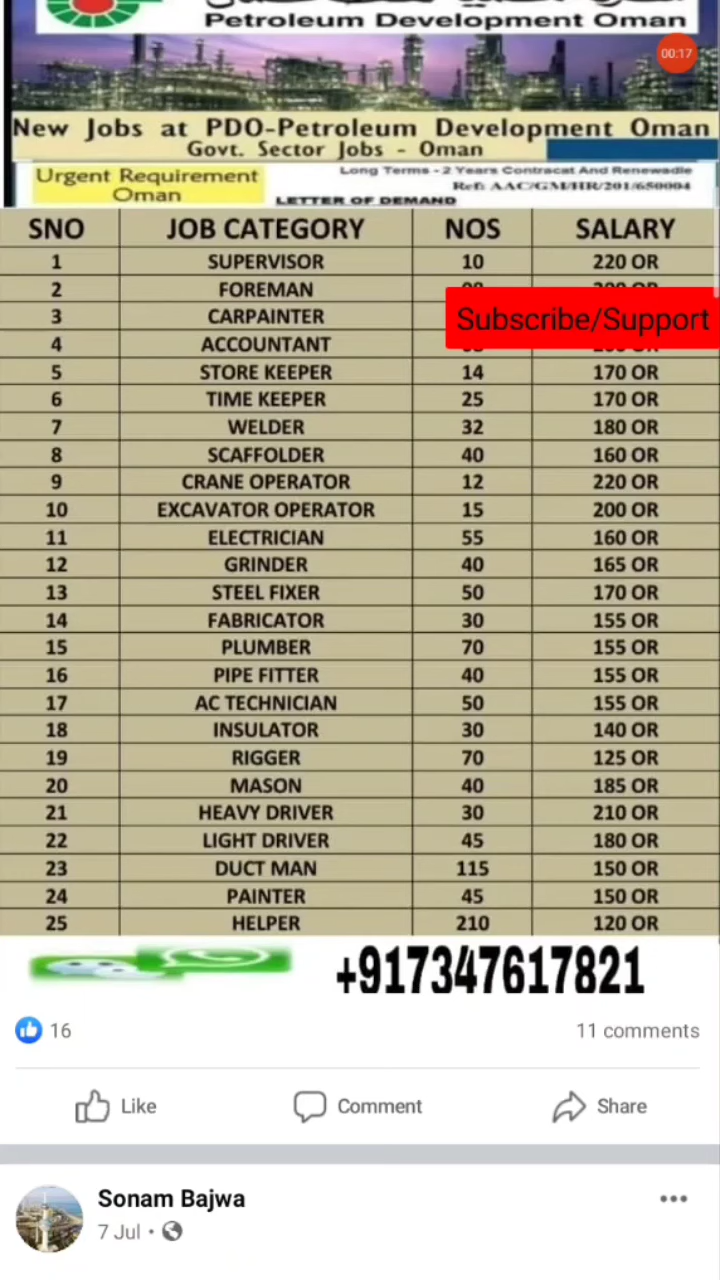 Petroleum Development Oman
00:17
New Jobs at PDO-Petroleum Development Oman
Govt. Sector Jobs - Oman
Urgent Requirement
Oman
Long Terms - 2 Years Contracat And Renewadle
Ref: AAC/GM/HR/201/650004
LETTER OF DEMAND
SNO JOB CATEGORY NOS SALARY
1 SUPERVISOR 10 220 OR
2 FOREMAN
3 CARPAINTER
Subscribe/Support
4 ACCOUNTANT
5 STORE KEEPER 14 170 OR
6 TIME KEEPER 25 170 OR
7 WELDER 32 180 OR
8 SCAFFOLDER 40 160 OR
9 CRANE OPERATOR 12 220 OR
10 EXCAVATOR OPERATOR 15 200 OR
11 ELECTRICIAN 55 160 OR
12 GRINDER 40 165 OR
13 STEEL FIXER 50 170 OR
14 FABRICATOR 30 155 OR
15 PLUMBER 70 155 OR
16 PIPE FITTER 40 155 OR
17 AC TECHNICIAN 50 155 OR
18 INSULATOR 30 140 OR
19 RIGGER 70 125 OR
20 MASON 40 185 OR
21 HEAVY DRIVER 30 210 OR
22 LIGHT DRIVER 45 180 OR
23 DUCT MAN 115 150 OR
24 PAINTER 45 150 OR
25 HELPER 210 120 OR
+917347617821
16 11 comments
Like Comment Share
Sonam Bajwa
7 Jul